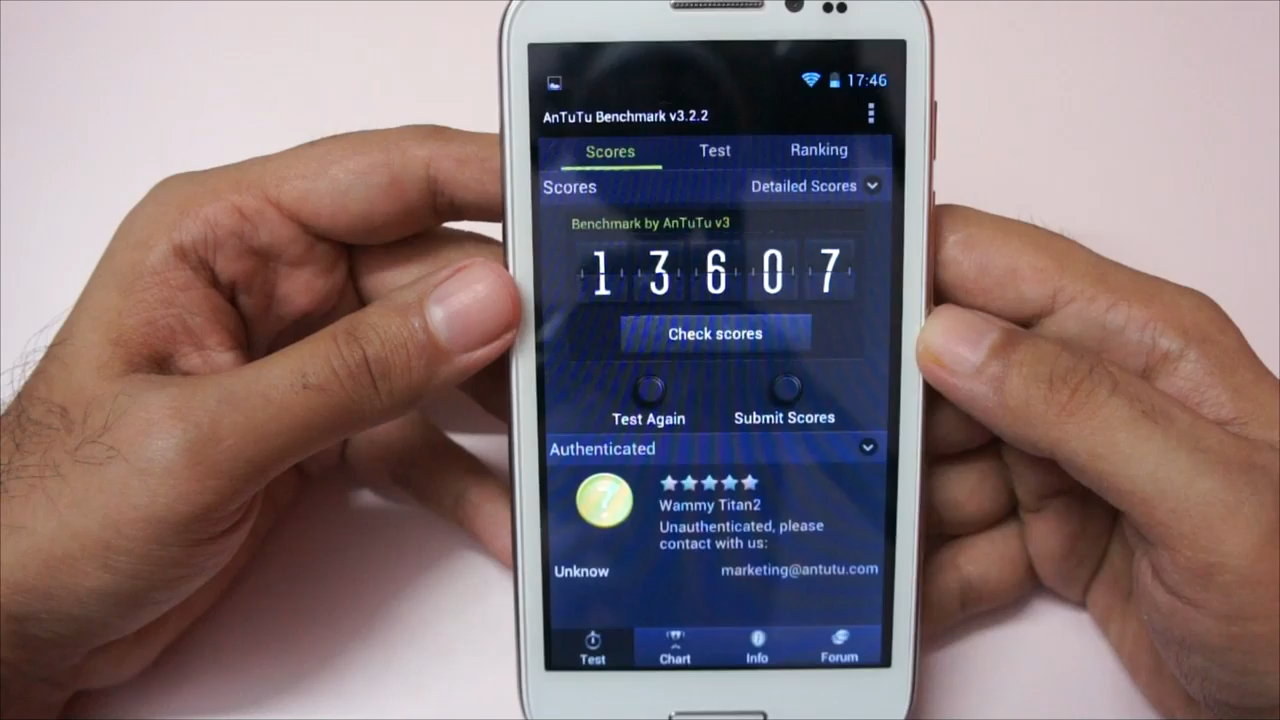 17:46
AnTuTu Benchmark v3.2.2
Scores Test Ranking
Scores Detailed Scores
Benchmark by AnTuTu v3
13607
Check scores
Test Again Submit Scores
Authenticated
?
Wammy Titan2
Unauthenticated, please
contact with us:
Unknow marketing@antutu.com
Test Chart Info Forum